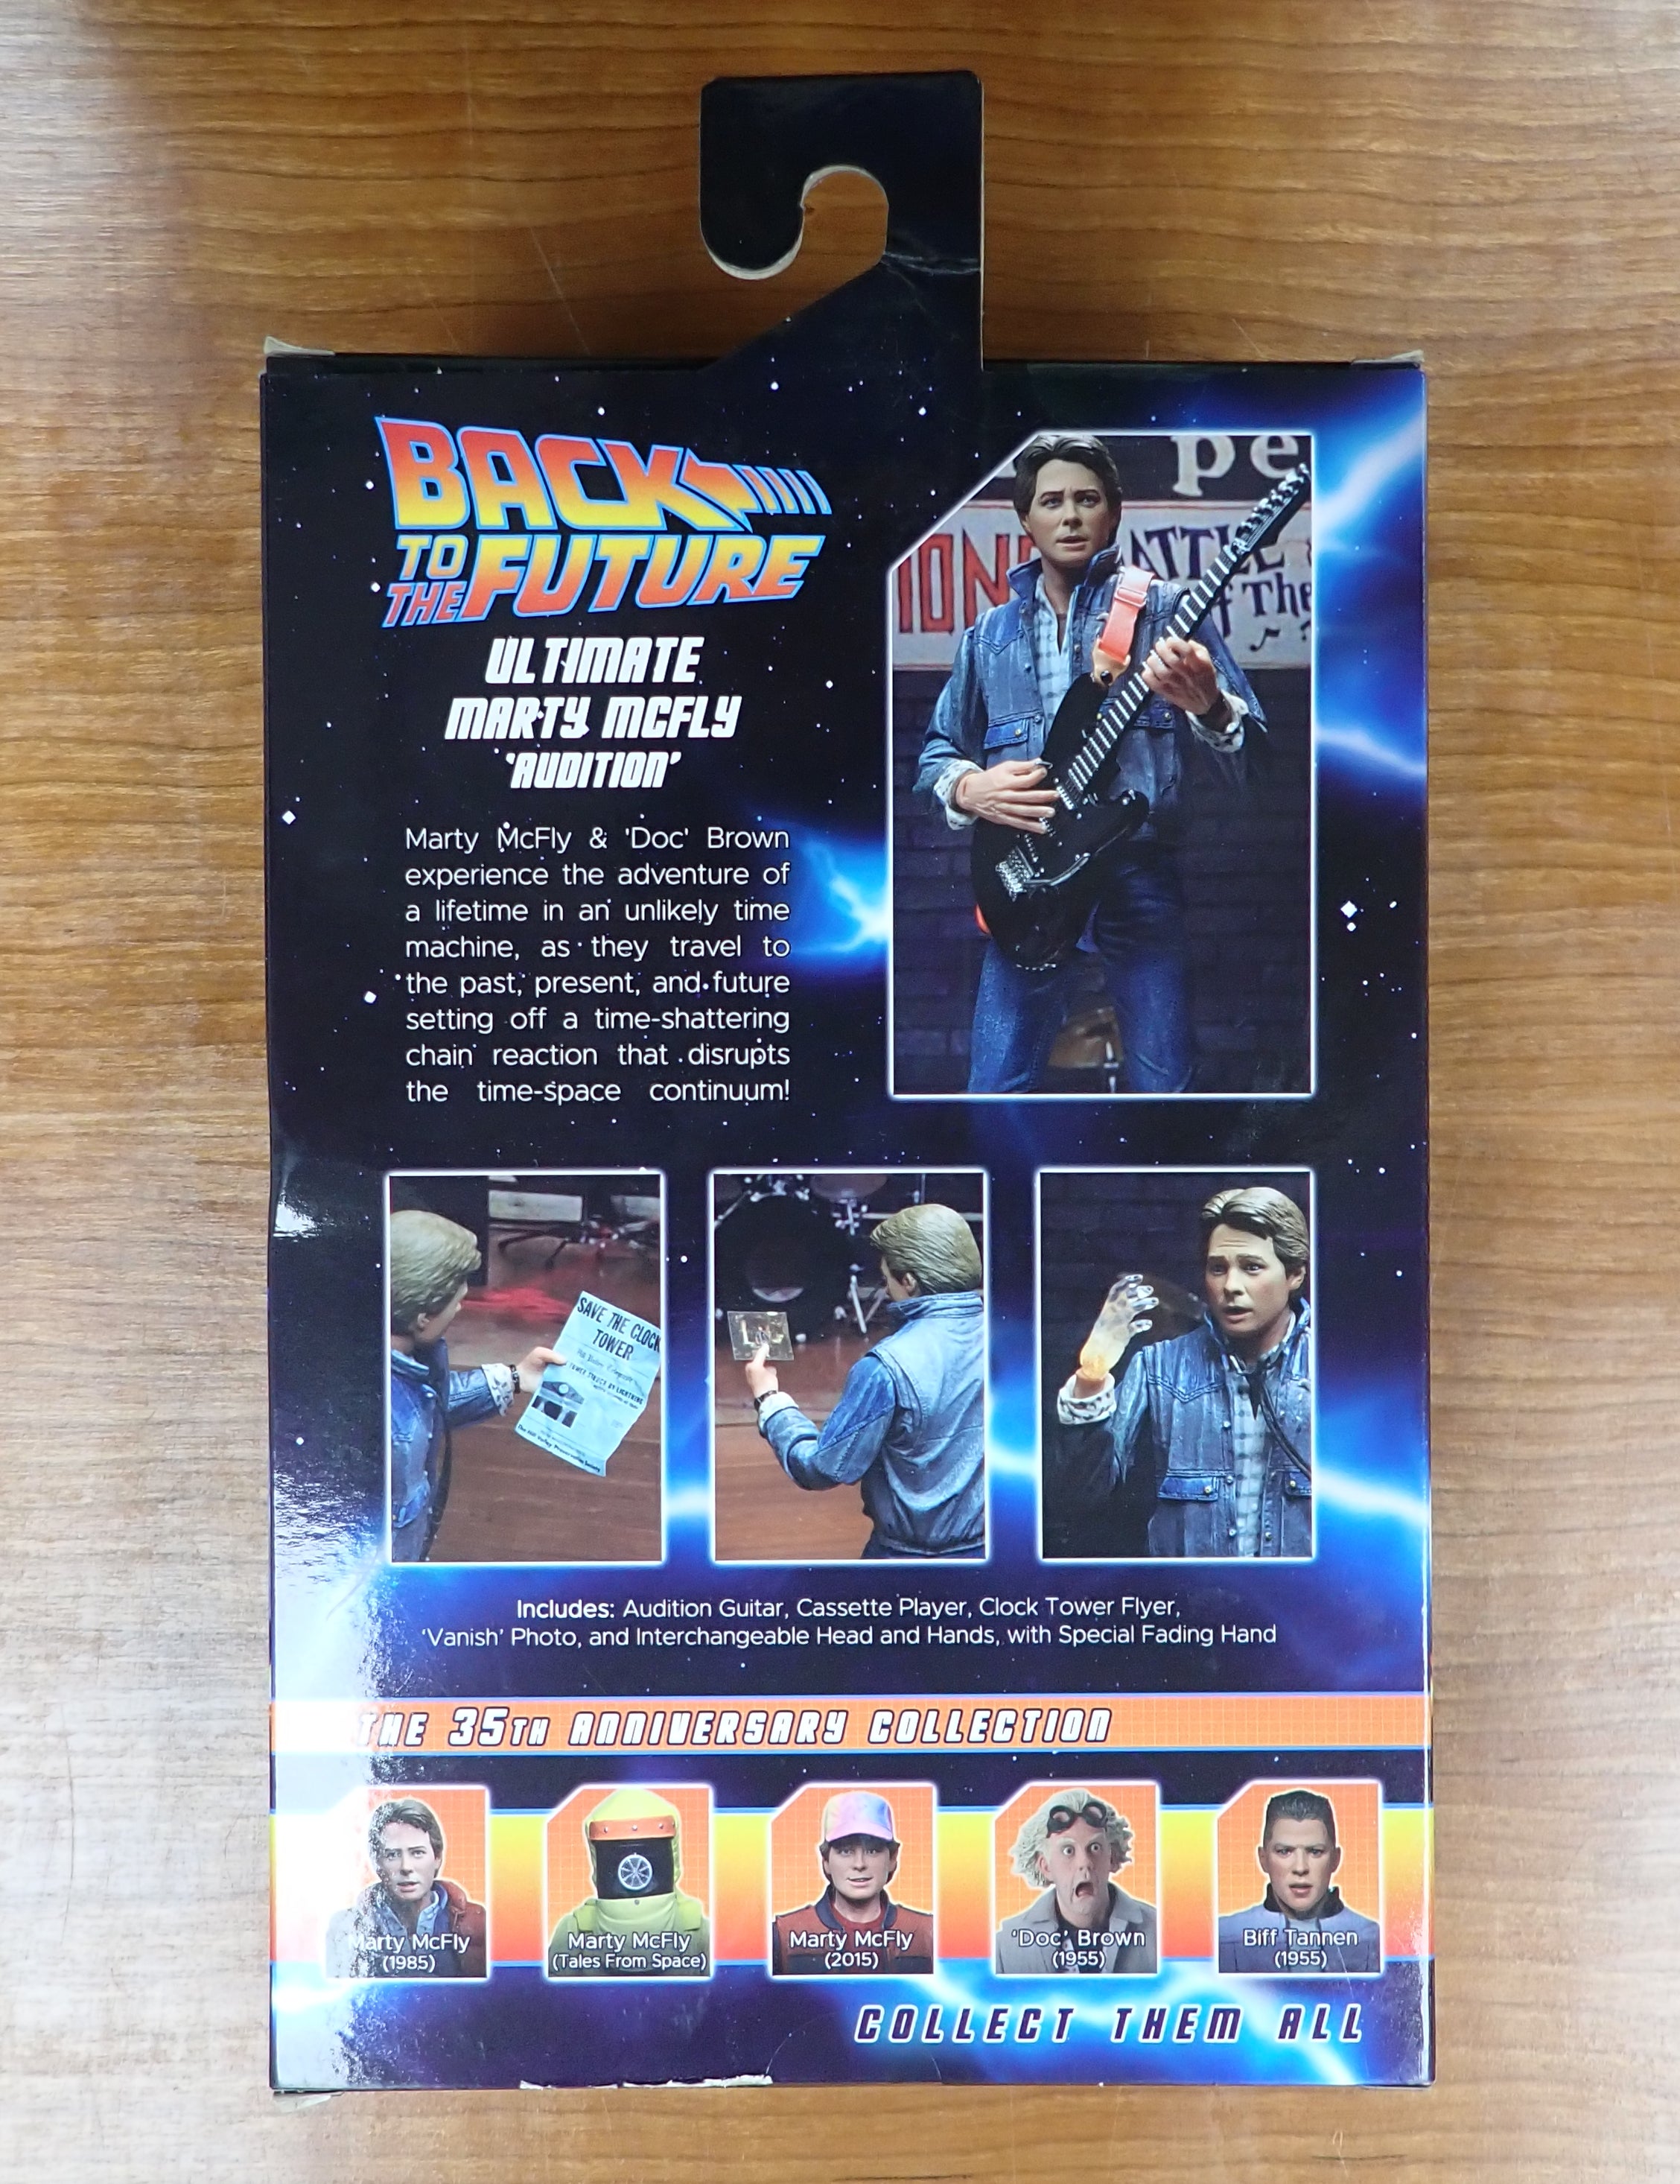 BACK
TO
THE FUTURE
ULTIMATE
MARTY MCFLY
'AUDITION'
Marty McFly & 'Doc' Brown
experience the adventure of
a lifetime in an unlikely time
machine, as they travel to
the past, present, and future
setting off a time-shattering
chain reaction that disrupts
the time-space continuum!
pe
ATTLE
of The
SAVE THE CLOCK
TOWER
Includes: Audition Guitar, Cassette Player, Clock Tower Flyer,
'Vanish' Photo, and Interchangeable Head and Hands, with Special Fading Hand
THE 35TH ANNIVERSARY COLLECTION
Marty McFly
(1985)
Marty McFly
(Tales From Space)
Marty McFly
(2015)
'Doc' Brown
(1955)
Biff Tannen
(1955)
COLLECT THEM ALL